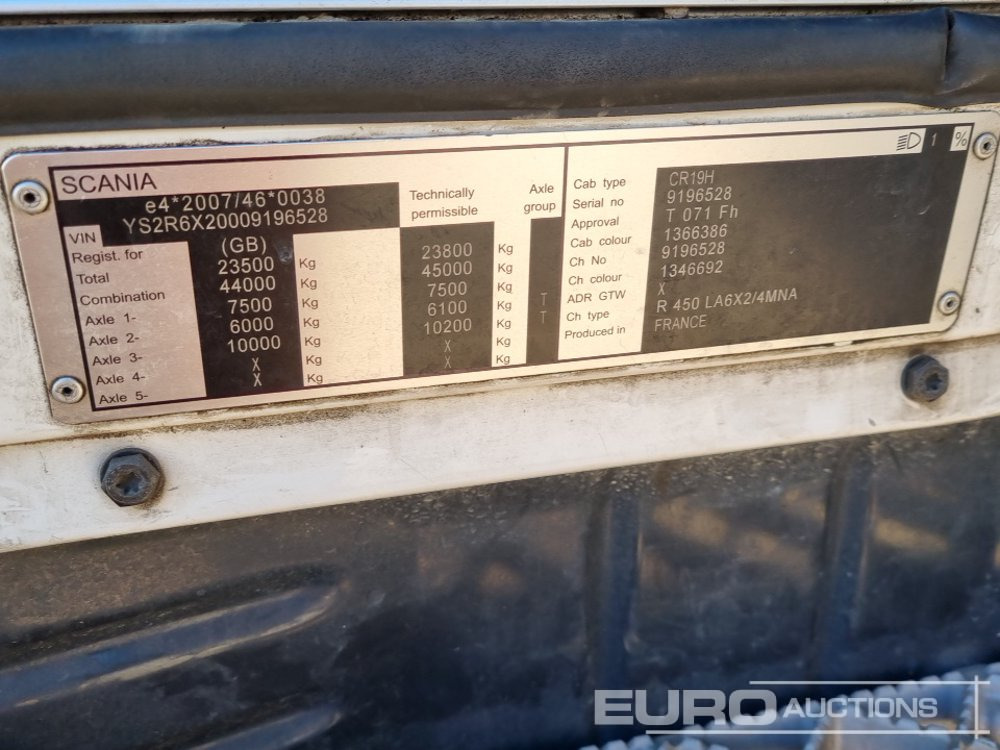 SCANIA
e4*2007/46*0038
VIN YS2R6X20009196528
Technically permissible
Axle group
Regist. for (GB)
Total 23500 Kg 23800 Kg
Combination 44000 Kg 45000 Kg
Axle 1- 7500 Kg 7500 Kg
Axle 2- 6000 Kg 6100 Kg T
Axle 3- 10000 Kg 10200 Kg T
Axle 4- X Kg X Kg
Axle 5- X Kg X Kg
1 %
Cab type CR19H
Serial no 9196528
Approval T 071 Fh
Cab colour 1366386
Ch No 9196528
Ch colour 1346692
ADR GTW X
Ch type R 450 LA6X2/4MNA
Produced in FRANCE
EURO AUCTIONS